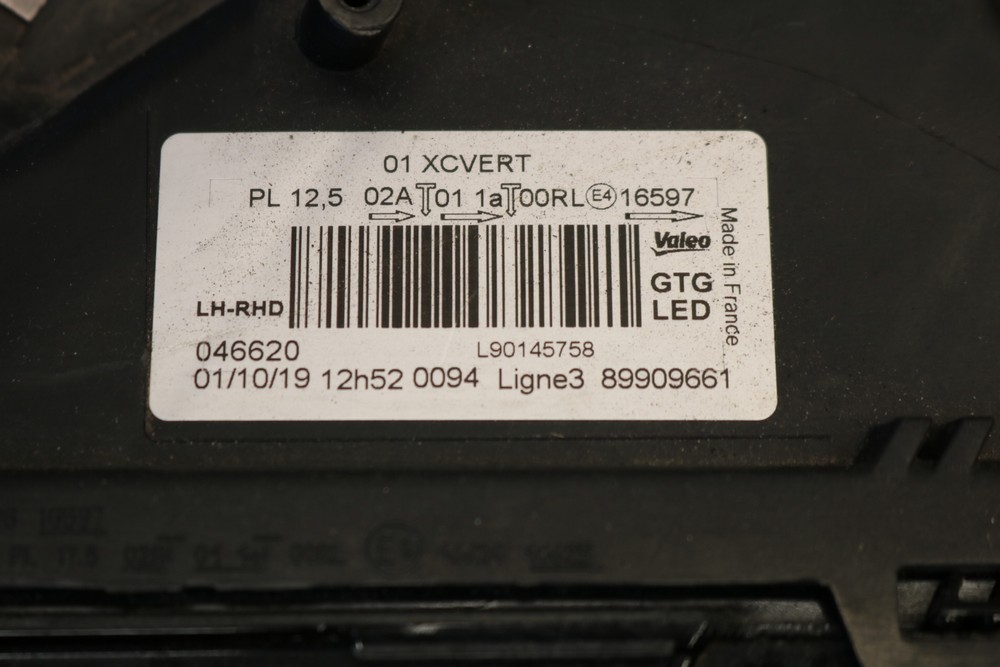 01 XCVERT
PL 12,5 02A 01 1a 00RL E4 16597
Valeo
Made in France
GTG
LED
LH-RHD
046620
L90145758
01/10/19 12h52 0094 Ligne3 89909661